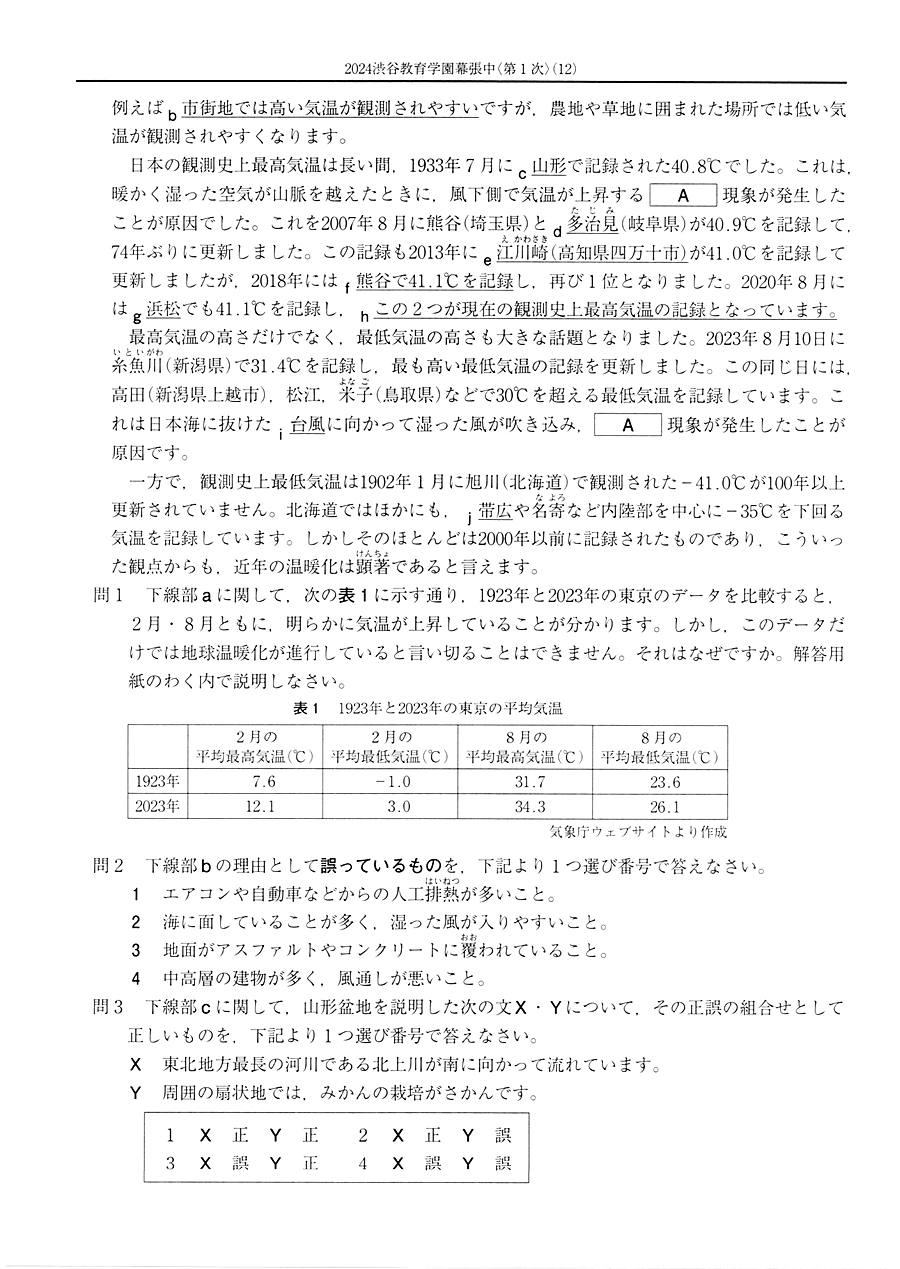 2024渋谷教育学園幕張中〈第1次〉(12)
例えばb市街地では高い気温が観測されやすいですが，農地や草地に囲まれた場所では低い気
温が観測されやすくなります。
日本の観測史上最高気温は長い間，1933年7月にc山形で記録された40.8℃でした。これは，
暖かく湿った空気が山脈を越えたときに，風下側で気温が上昇する A 現象が発生した
ことが原因でした。これを2007年8月に熊谷(埼玉県)とd多治見(岐阜県)が40.9℃を記録して，
74年ぶりに更新しました。この記録も2013年にe江川崎(高知県四万十市)が41.0℃を記録して
更新しましたが，2018年にはf熊谷で41.1℃を記録し，再び1位となりました。2020年8月に
はg浜松でも41.1℃を記録し，hこの2つが現在の観測史上最高気温の記録となっています。
最高気温の高さだけでなく，最低気温の高さも大きな話題となりました。2023年8月10日に
糸魚川(新潟県)で31.4℃を記録し，最も高い最低気温の記録を更新しました。この同じ日には，
高田(新潟県上越市)，松江，米子(鳥取県)などで30℃を超える最低気温を記録しています。こ
れは日本海に抜けたi台風に向かって湿った風が吹き込み， A 現象が発生したことが
原因です。
一方で，観測史上最低気温は1902年1月に旭川(北海道)で観測された－41.0℃が100年以上
更新されていません。北海道ではほかにも，j帯広や名寄など内陸部を中心に－35℃を下回る
気温を記録しています。しかしそのほとんどは2000年以前に記録されたものであり，こういっ
た観点からも，近年の温暖化は顕著であると言えます。
問1 下線部aに関して，次の表1に示す通り，1923年と2023年の東京のデータを比較すると，
2月・8月ともに，明らかに気温が上昇していることが分かります。しかし，このデータだ
けでは地球温暖化が進行していると言い切ることはできません。それはなぜですか。解答用
紙のわく内で説明しなさい。
表1 1923年と2023年の東京の平均気温
2月の平均最高気温(℃) 2月の平均最低気温(℃) 8月の平均最高気温(℃) 8月の平均最低気温(℃)
1923年 7.6 －1.0 31.7 23.6
2023年 12.1 3.0 34.3 26.1
気象庁ウェブサイトより作成
問2 下線部bの理由として誤っているものを，下記より1つ選び番号で答えなさい。
1 エアコンや自動車などからの人工排熱が多いこと。
2 海に面していることが多く，湿った風が入りやすいこと。
3 地面がアスファルトやコンクリートに覆われていること。
4 中高層の建物が多く，風通しが悪いこと。
問3 下線部cに関して，山形盆地を説明した次の文X・Yについて，その正誤の組合せとして
正しいものを，下記より1つ選び番号で答えなさい。
X 東北地方最長の河川である北上川が南に向かって流れています。
Y 周囲の扇状地では，みかんの栽培がさかんです。
1 X 正 Y 正 2 X 正 Y 誤
3 X 誤 Y 正 4 X 誤 Y 誤